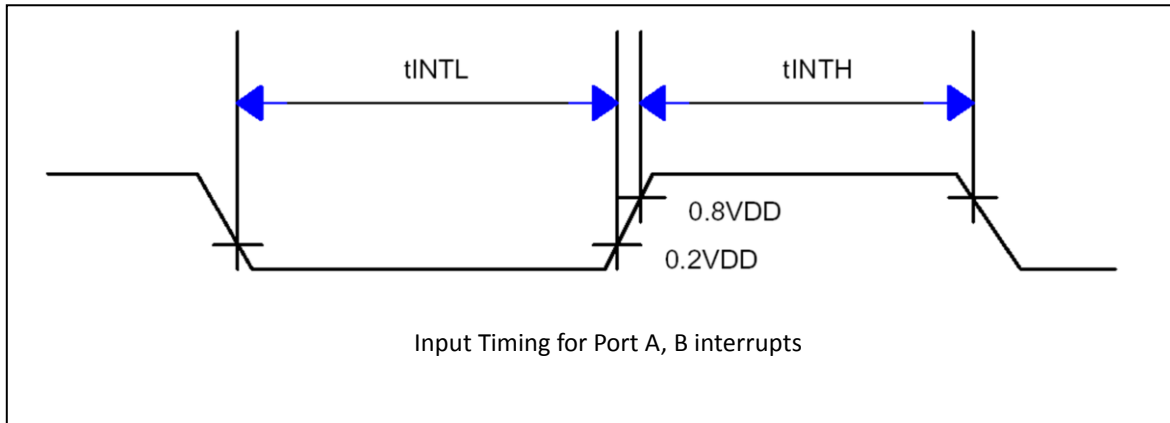 tINTL
tINTH
0.8VDD
0.2VDD
Input Timing for Port A, B interrupts